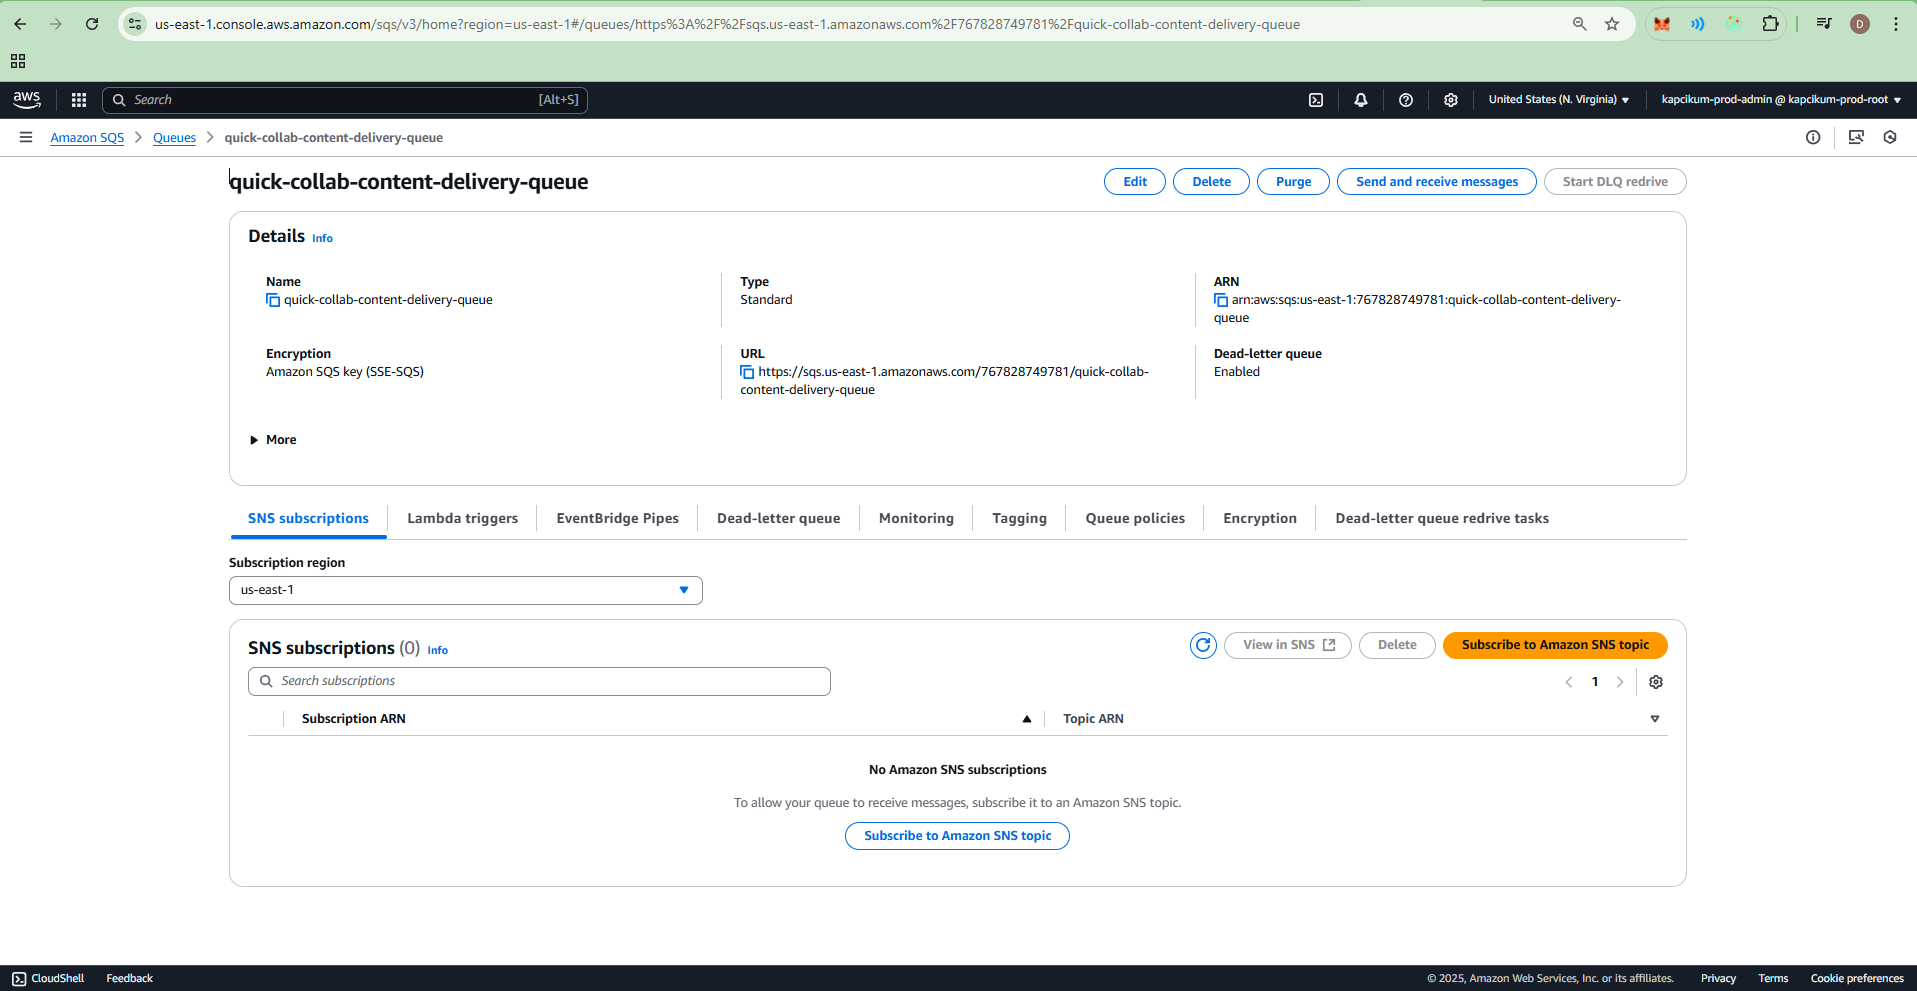 us-east-1.console.aws.amazon.com/sqs/v3/home?region=us-east-1#/queues/https%3A%2F%2Fsqs.us-east-1.amazonaws.com%2F767828749781%2Fquick-collab-content-delivery-queue
D
aws
Search
[Alt+S]
United States (N. Virginia)
kapcikum-prod-admin @ kapcikum-prod-root
Amazon SQS
Queues
quick-collab-content-delivery-queue
quick-collab-content-delivery-queue
Edit
Delete
Purge
Send and receive messages
Start DLQ redrive
Details Info
Name
quick-collab-content-delivery-queue
Type
Standard
ARN
arn:aws:sqs:us-east-1:767828749781:quick-collab-content-delivery-
queue
Encryption
Amazon SQS key (SSE-SQS)
URL
https://sqs.us-east-1.amazonaws.com/767828749781/quick-collab-
content-delivery-queue
Dead-letter queue
Enabled
More
SNS subscriptions
Lambda triggers
EventBridge Pipes
Dead-letter queue
Monitoring
Tagging
Queue policies
Encryption
Dead-letter queue redrive tasks
Subscription region
us-east-1
SNS subscriptions (0) Info
View in SNS
Delete
Subscribe to Amazon SNS topic
Search subscriptions
1
Subscription ARN
Topic ARN
No Amazon SNS subscriptions
To allow your queue to receive messages, subscribe it to an Amazon SNS topic.
Subscribe to Amazon SNS topic
CloudShell
Feedback
© 2025, Amazon Web Services, Inc. or its affiliates.
Privacy
Terms
Cookie preferences